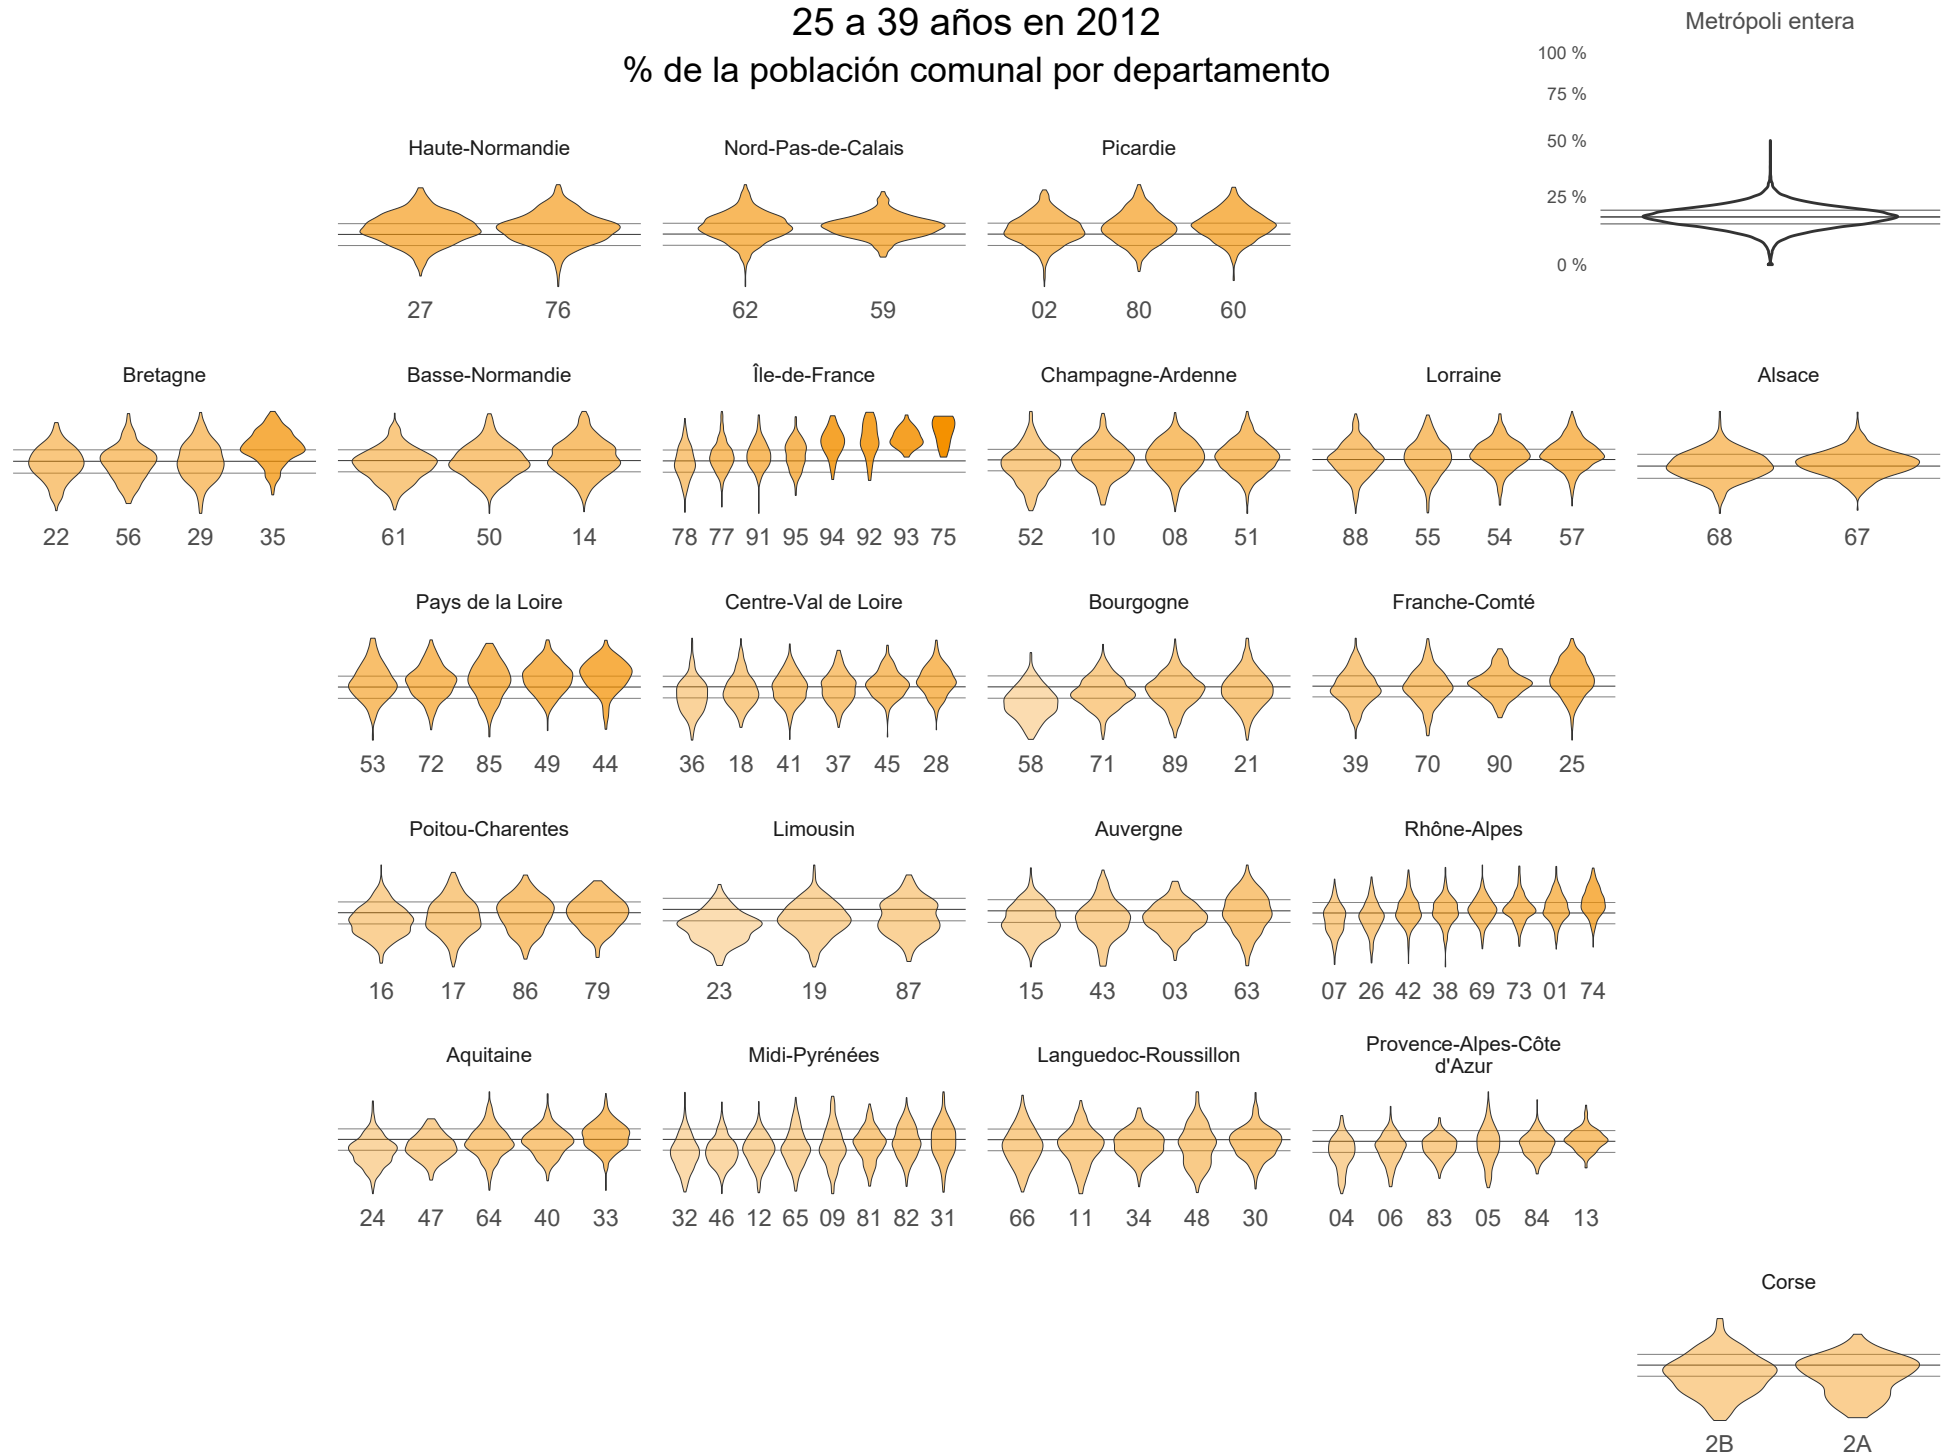 25 a 39 años en 2012
% de la población comunal por departamento
Metrópoli entera
100 %
75 %
50 %
25 %
0 %
Haute-Normandie
27 76
Nord-Pas-de-Calais
62 59
Picardie
02 80 60
Bretagne
22 56 29 35
Basse-Normandie
61 50 14
Île-de-France
78 77 91 95 94 92 93 75
Champagne-Ardenne
52 10 08 51
Lorraine
88 55 54 57
Alsace
68 67
Pays de la Loire
53 72 85 49 44
Centre-Val de Loire
36 18 41 37 45 28
Bourgogne
58 71 89 21
Franche-Comté
39 70 90 25
Poitou-Charentes
16 17 86 79
Limousin
23 19 87
Auvergne
15 43 03 63
Rhône-Alpes
07 26 42 38 69 73 01 74
Aquitaine
24 47 64 40 33
Midi-Pyrénées
32 46 12 65 09 81 82 31
Languedoc-Roussillon
66 11 34 48 30
Provence-Alpes-Côte
d'Azur
04 06 83 05 84 13
Corse
2B 2A